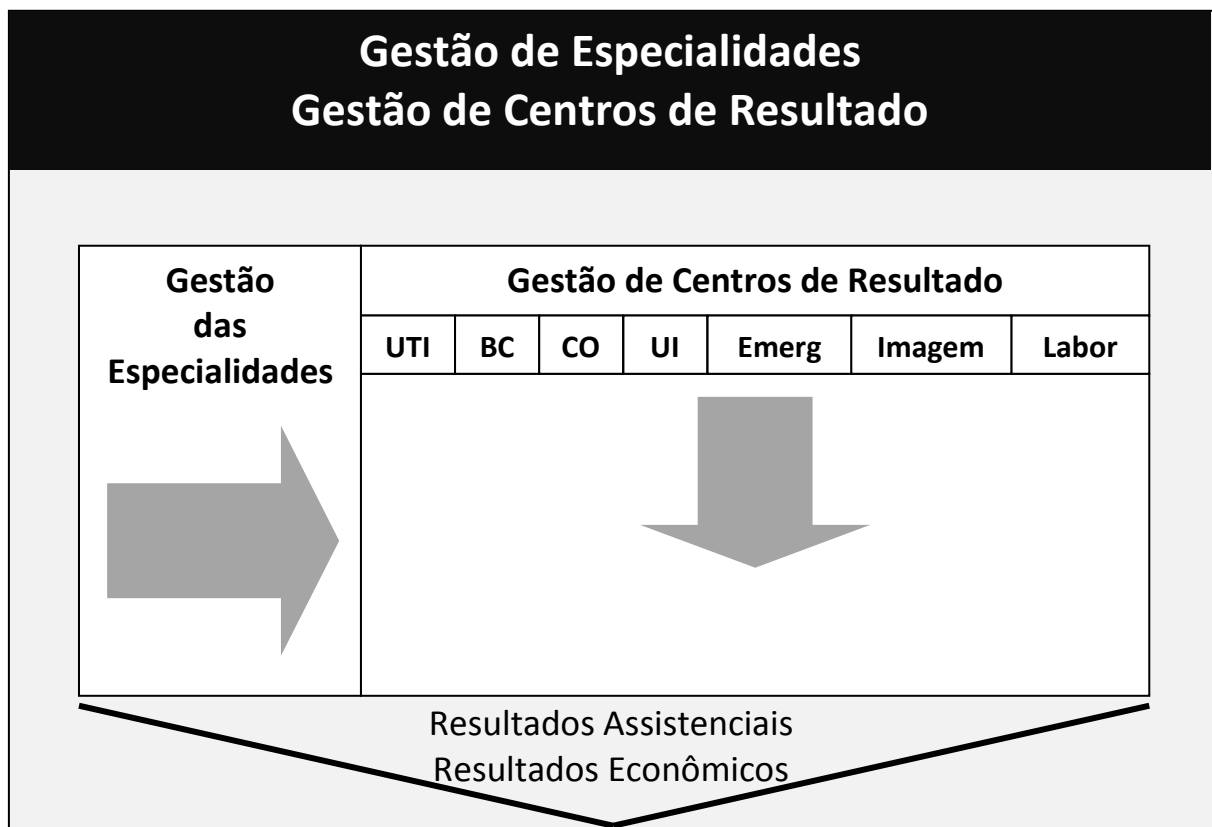 Gestão de Especialidades
Gestão de Centros de Resultado
Gestão
das
Especialidades
Gestão de Centros de Resultado
UTI BC CO UI Emerg Imagem Labor
Resultados Assistenciais
Resultados Econômicos